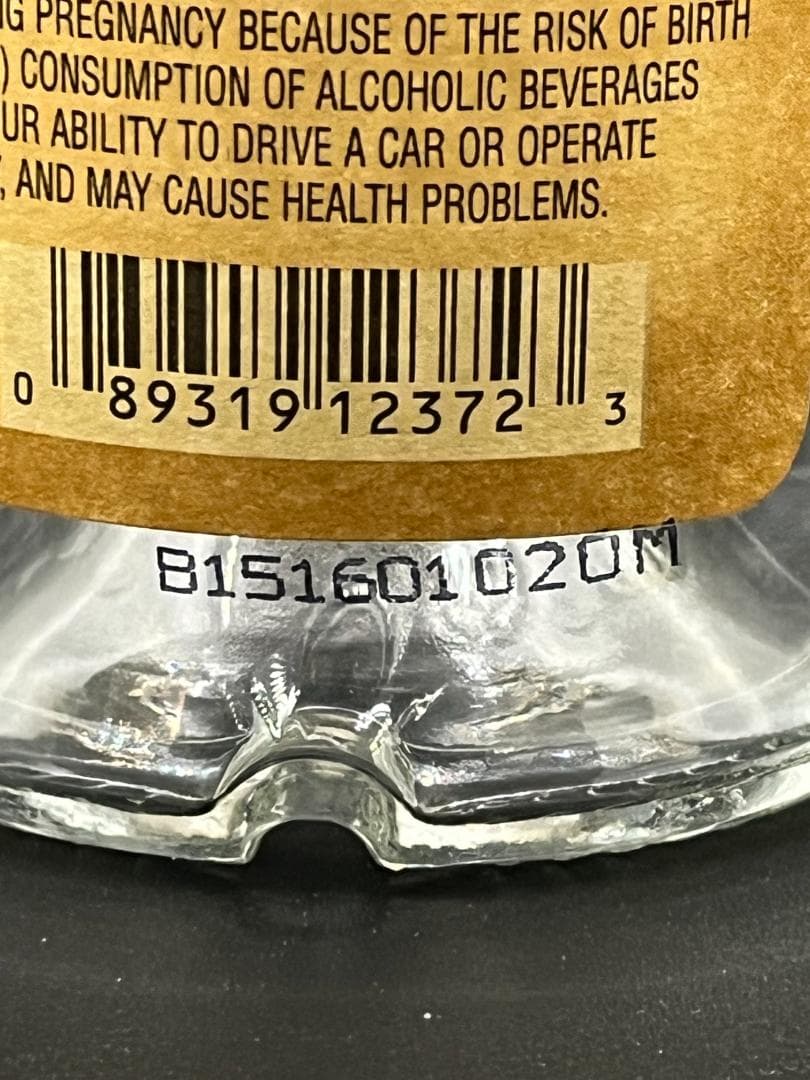 G PREGNANCY BECAUSE OF THE RISK OF BIRTH
) CONSUMPTION OF ALCOHOLIC BEVERAGES
UR ABILITY TO DRIVE A CAR OR OPERATE
, AND MAY CAUSE HEALTH PROBLEMS.
0 89319 12372 3
B151601020M